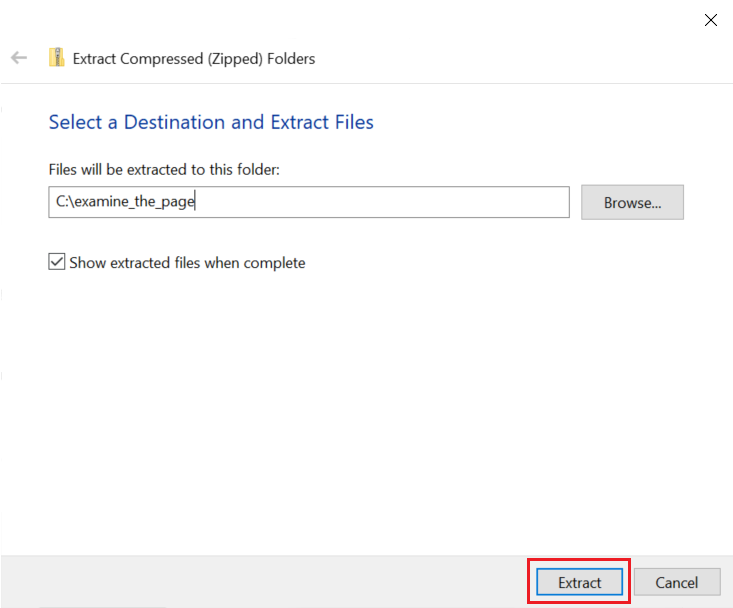 Extract Compressed (Zipped) Folders
Select a Destination and Extract Files
Files will be extracted to this folder:
C:\examine_the_page
Browse...
Show extracted files when complete
Extract
Cancel